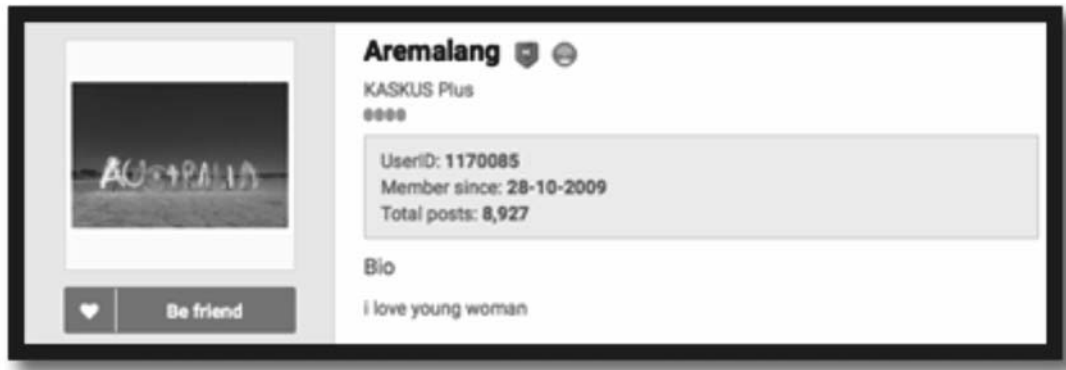 AUSTRALIA
Be friend
Aremalang
KASKUS Plus
UserID: 1170085
Member since: 28-10-2009
Total posts: 8,927
Bio
i love young woman